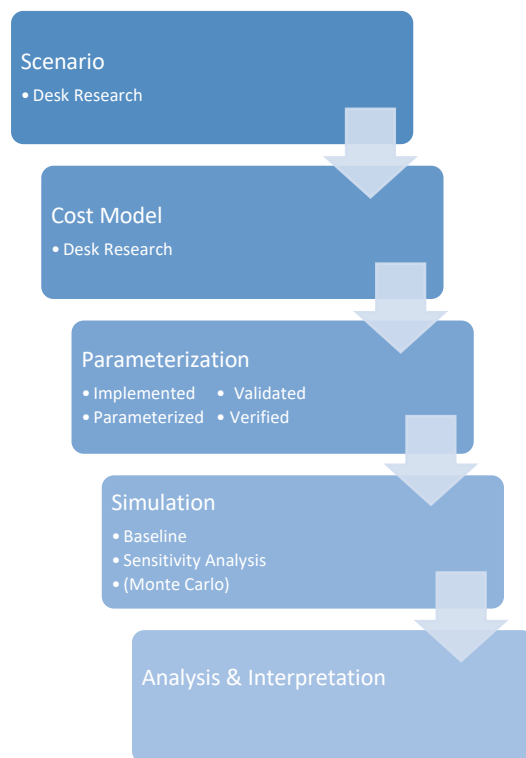 Scenario
• Desk Research
Cost Model
• Desk Research
Parameterization
• Implemented • Validated
• Parameterized • Verified
Simulation
• Baseline
• Sensitivity Analysis
• (Monte Carlo)
Analysis & Interpretation